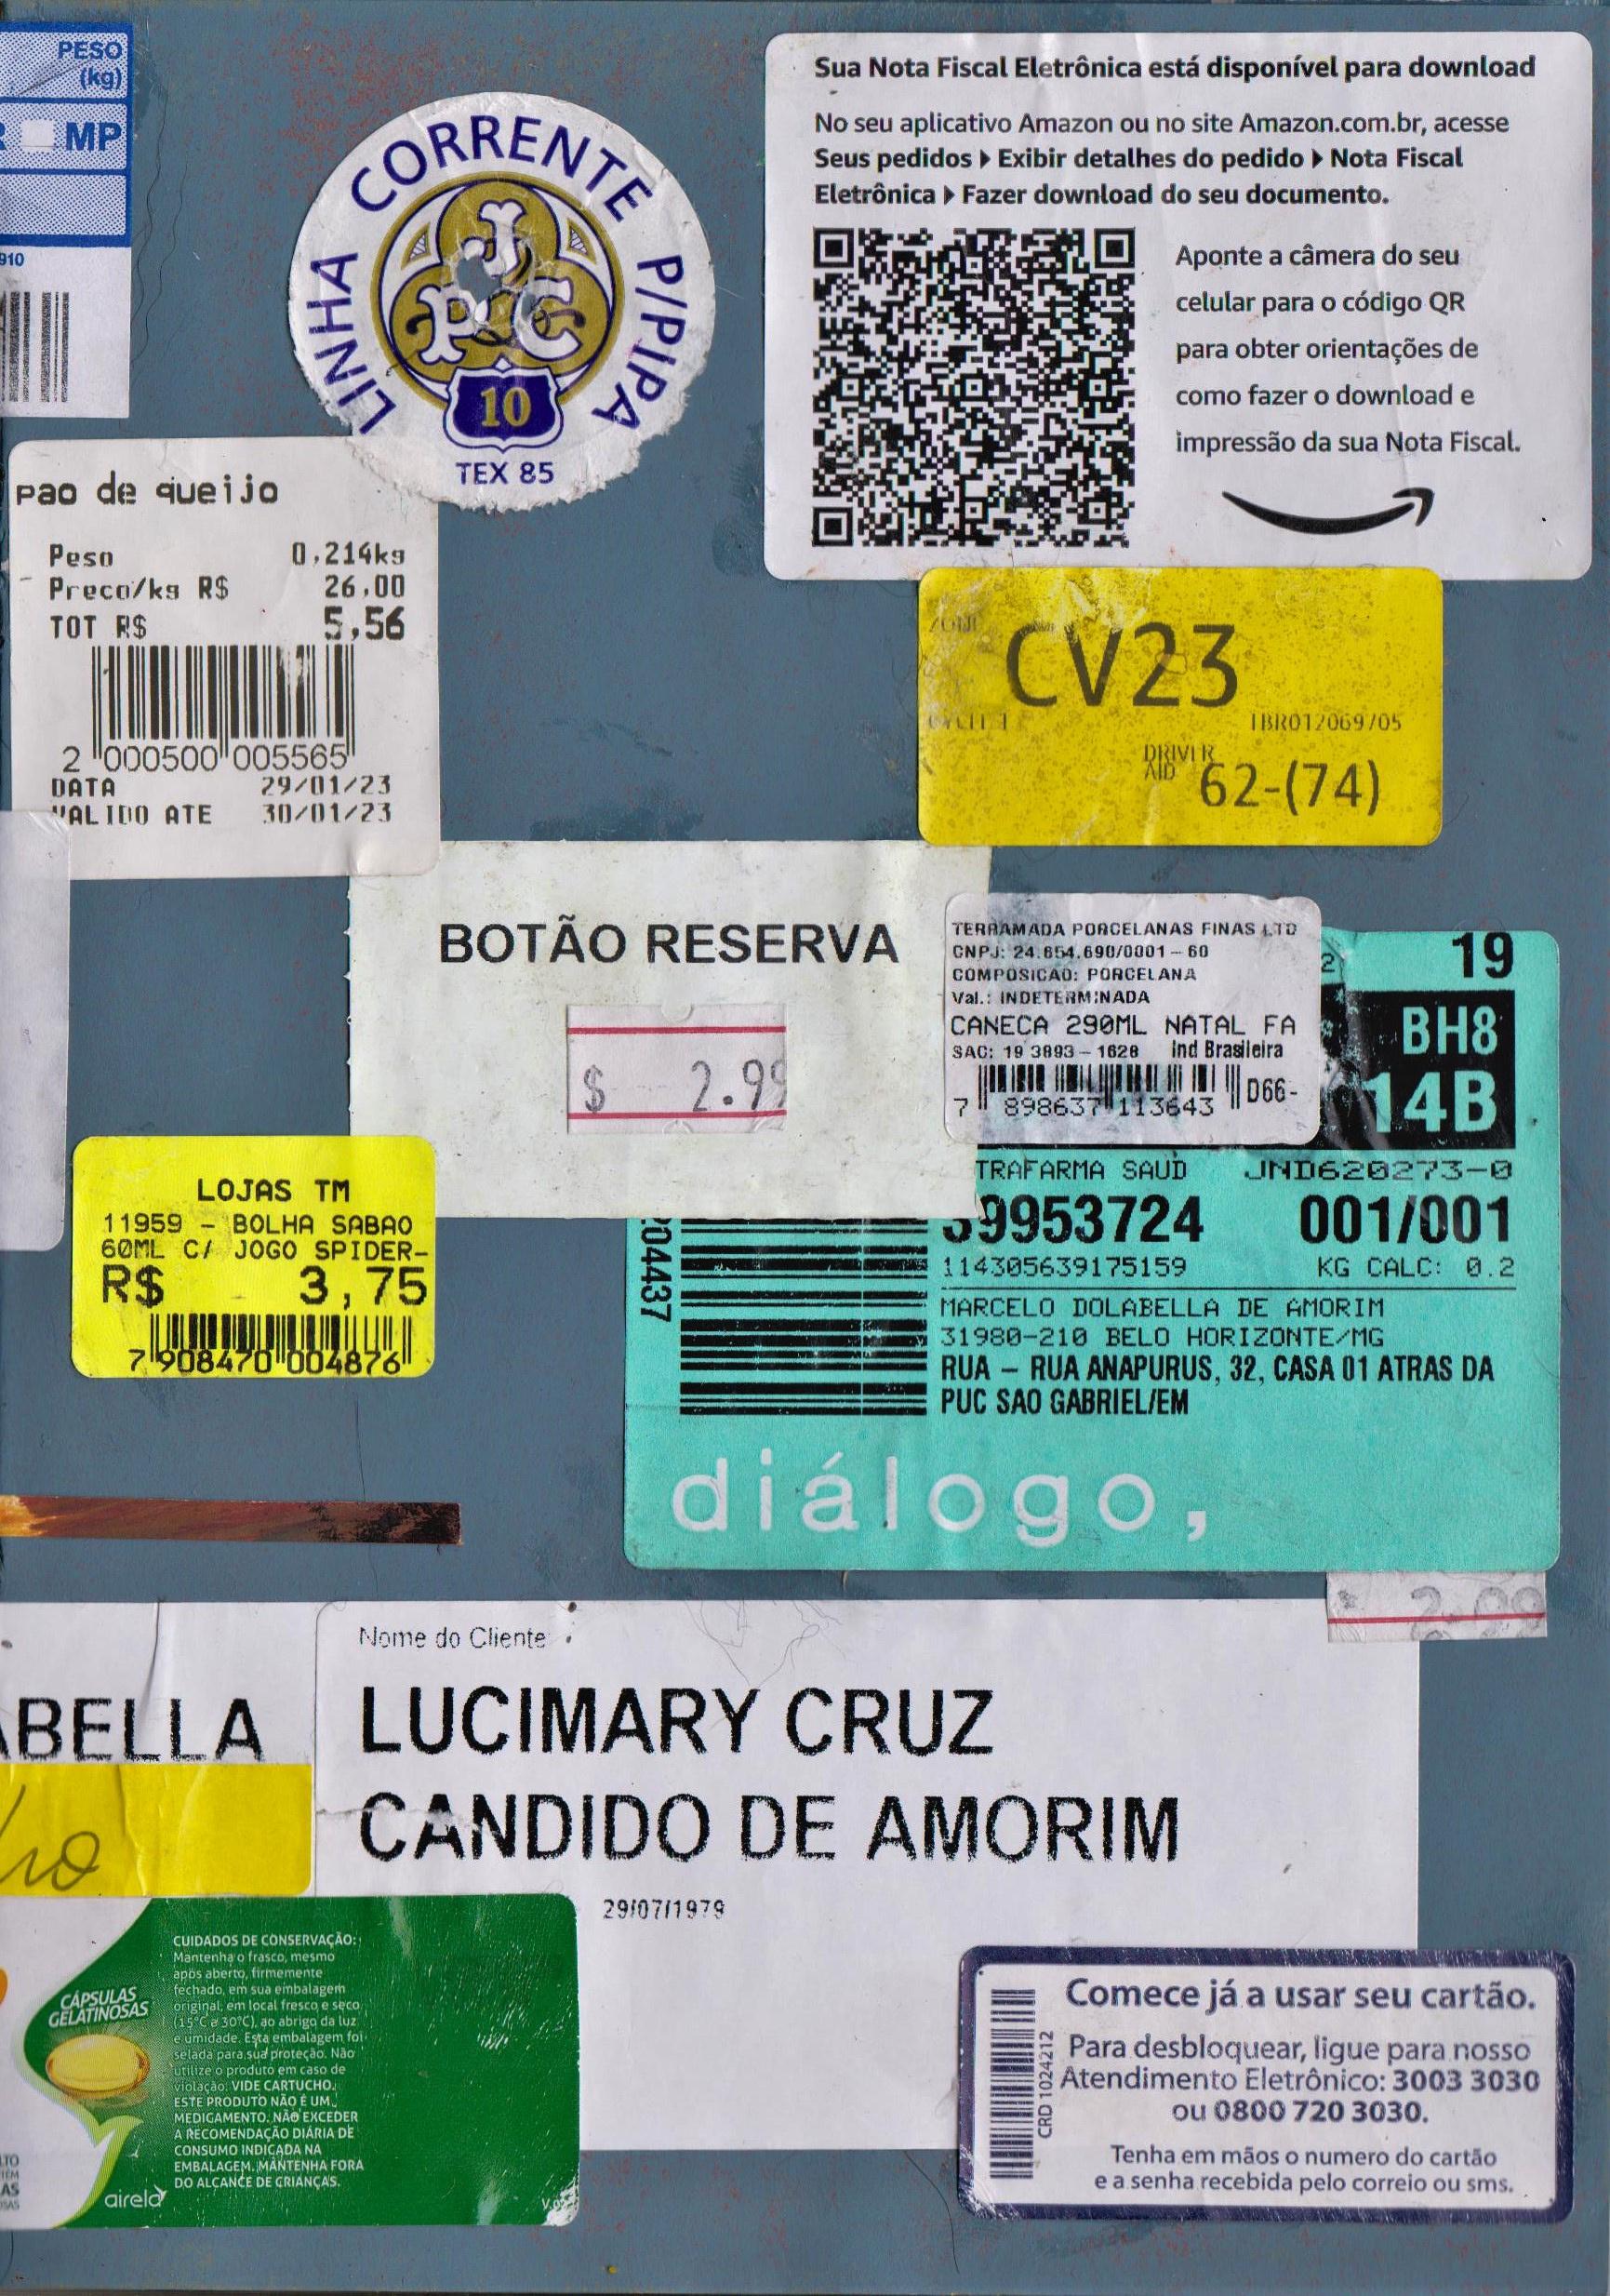 PESO
(kg)
MP
910
LINHA CORRENTE P/PIPA
J
P C
10
TEX 85
Sua Nota Fiscal Eletrônica está disponível para download
No seu aplicativo Amazon ou no site Amazon.com.br, acesse
Seus pedidos ▸ Exibir detalhes do pedido ▸ Nota Fiscal
Eletrônica ▸ Fazer download do seu documento.
Aponte a câmera do seu
celular para o código QR
para obter orientações de
como fazer o download e
impressão da sua Nota Fiscal.
pao de queijo
Peso 0,214kg
Preco/kg R$ 26,00
TOT R$ 5,56
2 000500 005565
DATA 29/01/23
VALIDO ATE 30/01/23
CV23
DRIVER
AID 62-(74)
BOTÃO RESERVA
$ 2.99
TERRAMADA PORCELANAS FINAS LTD
CNPJ: 24.654.690/0001-60
COMPOSICAO: PORCELANA
Val.: INDETERMINADA
CANECA 290ML NATAL FA
SAC: 19 3893-1628 Ind Brasileira
7 898637 113643 D66-
2 19
BH8
14B
TRAFARMA SAUD JND620273-0
39953724 001/001
114305639175159 KG CALC: 0.2
MARCELO DOLABELLA DE AMORIM
31980-210 BELO HORIZONTE/MG
RUA - RUA ANAPURUS, 32, CASA 01 ATRAS DA
PUC SAO GABRIEL/EM
204437
diálogo,
LOJAS TM
11959 - BOLHA SABAO
60ML C/ JOGO SPIDER-
R$ 3,75
7 908470 004876
2.99
ABELLA
Nome do Cliente
LUCIMARY CRUZ
CANDIDO DE AMORIM
29/07/1979
CÁPSULAS
GELATINOSAS
CUIDADOS DE CONSERVAÇÃO:
Mantenha o frasco, mesmo
após aberto, firmemente
fechado, em sua embalagem
original, em local fresco e seco
(15°C a 30°C), ao abrigo da luz
e umidade. Esta embalagem foi
selada para sua proteção. Não
utilize o produto em caso de
violação. VIDE CARTUCHO.
ESTE PRODUTO NÃO É UM
MEDICAMENTO. NÃO EXCEDER
A RECOMENDAÇÃO DIÁRIA DE
CONSUMO INDICADA NA
EMBALAGEM. MANTENHA FORA
DO ALCANCE DE CRIANÇAS.
airela
Comece já a usar seu cartão.
Para desbloquear, ligue para nosso
Atendimento Eletrônico: 3003 3030
ou 0800 720 3030.
Tenha em mãos o numero do cartão
e a senha recebida pelo correio ou sms.
CRD 1024212